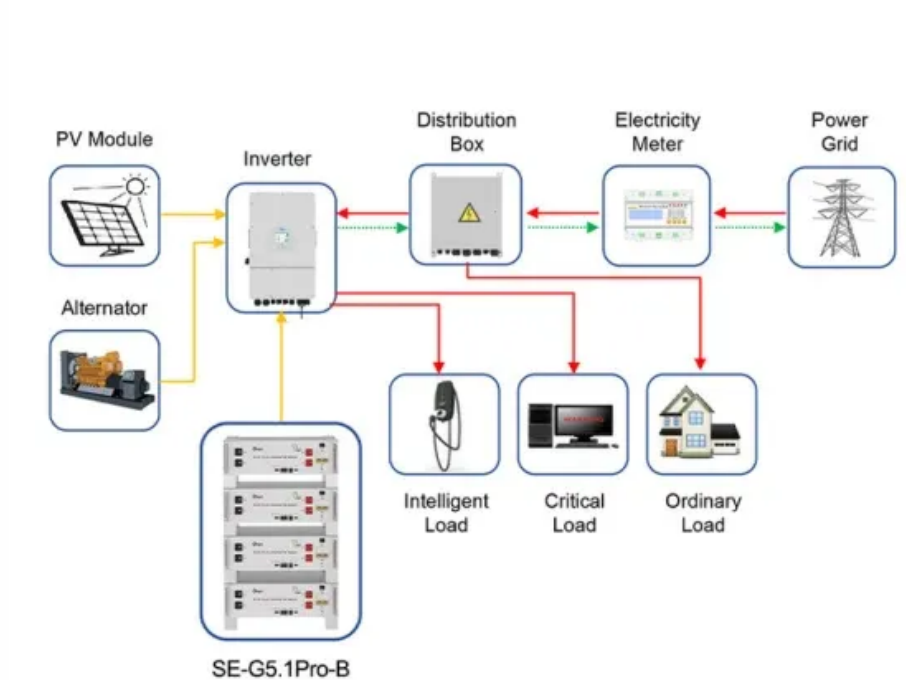 PV Module
Inverter
Distribution
Box
Electricity
Meter
Power
Grid
Alternator
Intelligent
Load
Critical
Load
Ordinary
Load
SE-G5.1Pro-B